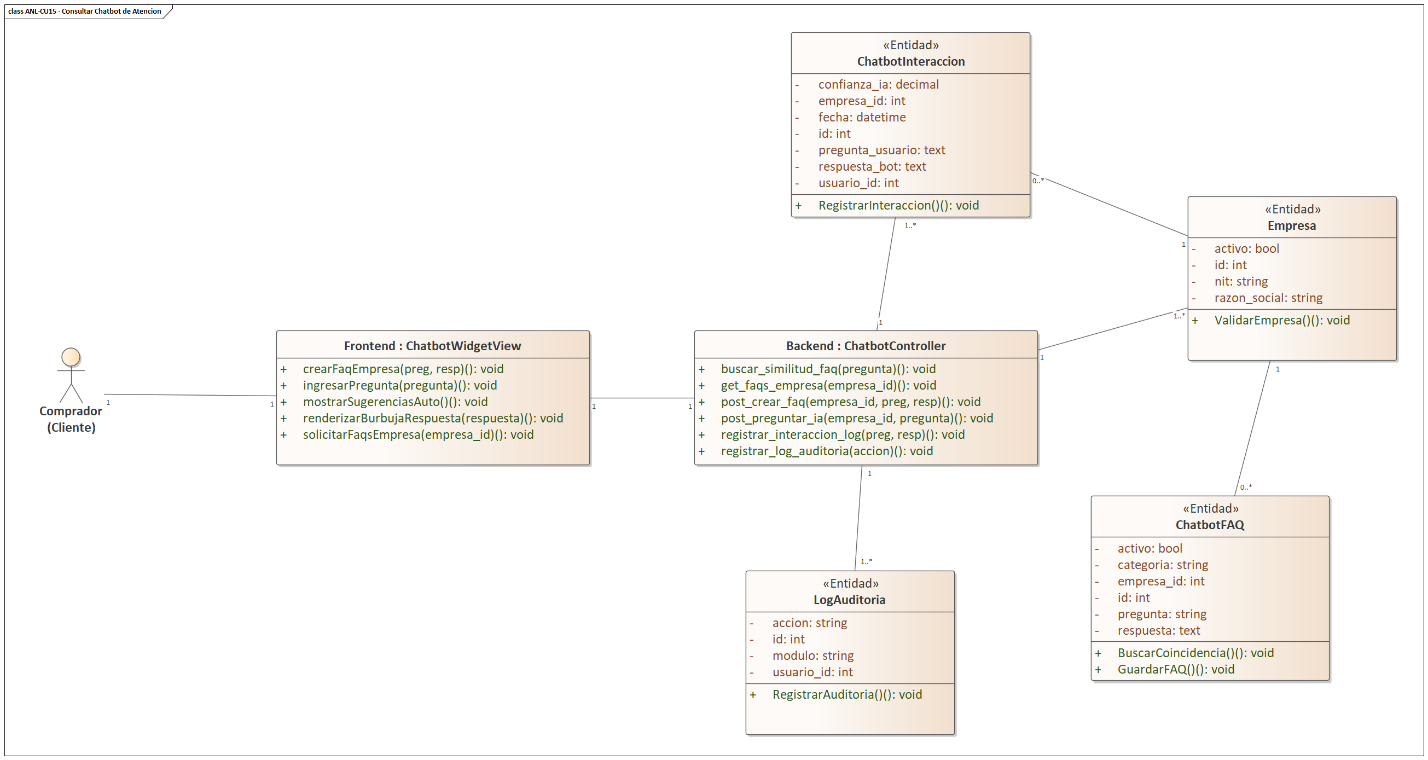 class ANL-CU15 - Consultar Chatbot de Atencion
«Entidad»
ChatbotInteraccion
- confianza_ia: decimal
- empresa_id: int
- fecha: datetime
- id: int
- pregunta_usuario: text
- respuesta_bot: text
- usuario_id: int
+ RegistrarInteraccion()(): void
0..*
1..*
1
«Entidad»
Empresa
- activo: bool
- id: int
- nit: string
- razon_social: string
+ ValidarEmpresa()(): void
1
1..*
1
1
Comprador
(Cliente)
1
1
Frontend : ChatbotWidgetView
+ crearFaqEmpresa(preg, resp)(): void
+ ingresarPregunta(pregunta)(): void
+ mostrarSugerenciasAuto()(): void
+ renderizarBurbujaRespuesta(respuesta)(): void
+ solicitarFaqsEmpresa(empresa_id)(): void
1
1
Backend : ChatbotController
+ buscar_similitud_faq(pregunta)(): void
+ get_faqs_empresa(empresa_id)(): void
+ post_crear_faq(empresa_id, preg, resp)(): void
+ post_preguntar_ia(empresa_id, pregunta)(): void
+ registrar_interaccion_log(preg, resp)(): void
+ registrar_log_auditoria(accion)(): void
1
1..*
«Entidad»
LogAuditoria
- accion: string
- id: int
- modulo: string
- usuario_id: int
+ RegistrarAuditoria()(): void
0..*
«Entidad»
ChatbotFAQ
- activo: bool
- categoria: string
- empresa_id: int
- id: int
- pregunta: string
- respuesta: text
+ BuscarCoincidencia()(): void
+ GuardarFAQ()(): void